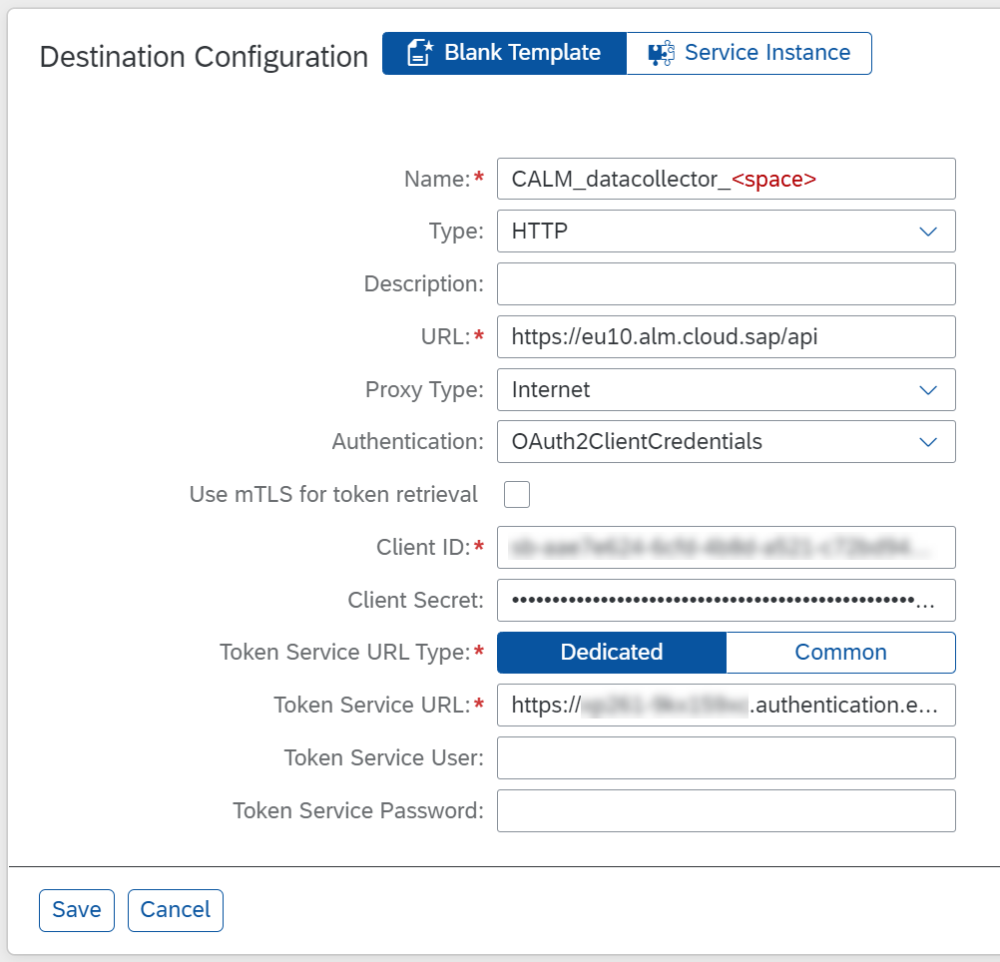 Destination Configuration Blank Template Service Instance
Name:* CALM_datacollector_<space>
Type: HTTP
Description:
URL:* https://eu10.alm.cloud.sap/api
Proxy Type: Internet
Authentication: OAuth2ClientCredentials
Use mTLS for token retrieval
Client ID:*
Client Secret: ••••••••••••••••••••••••••••••••••••••••••••••••••...
Token Service URL Type:* Dedicated Common
Token Service URL:* https:// .authentication.e...
Token Service User:
Token Service Password:
Save Cancel